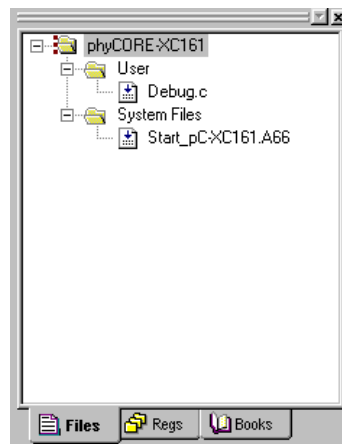 phyCORE-XC161
User
Debug.c
System Files
Start_pC-XC161.A66
Files Regs Books